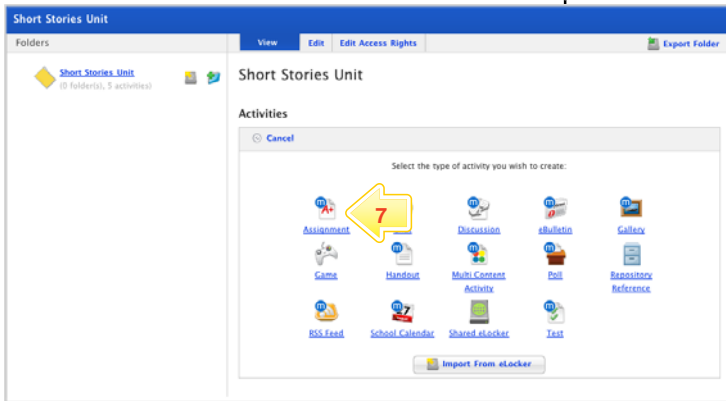 Short Stories Unit
Folders
View Edit Edit Access Rights Export Folder
Short Stories Unit
(0 folder(s), 5 activities)
Short Stories Unit
Activities
Cancel
Select the type of activity you wish to create:
7
Assignment Discussion eBulletin Gallery
Game Handout Multi Content Activity Poll Repository Reference
RSS Feed School Calendar Shared eLocker Test
Import From eLocker